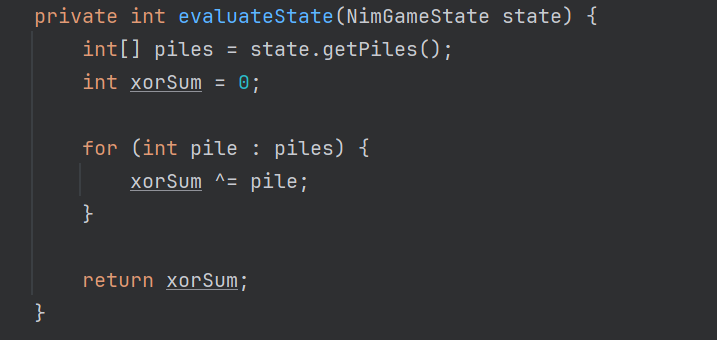 private int evaluateState(NimGameState state) {
    int[] piles = state.getPiles();
    int xorSum = 0;

    for (int pile : piles) {
        xorSum ^= pile;
    }

    return xorSum;
}